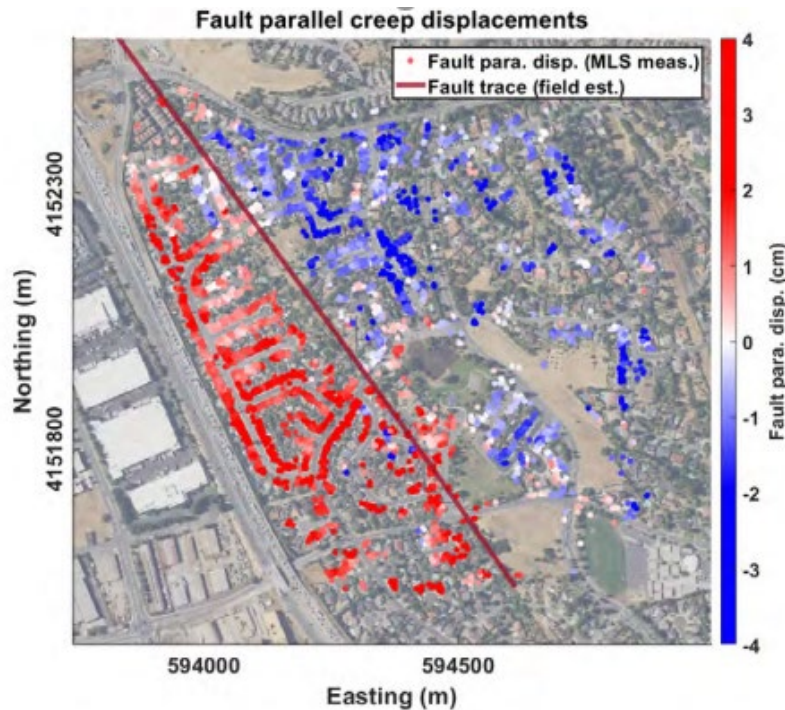 Fault parallel creep displacements
Fault para. disp. (MLS meas.)
Fault trace (field est.)
4152300
4151800
Northing (m)
594000
594500
Easting (m)
4
3
2
1
0
-1
-2
-3
-4
Fault para. disp. (cm)